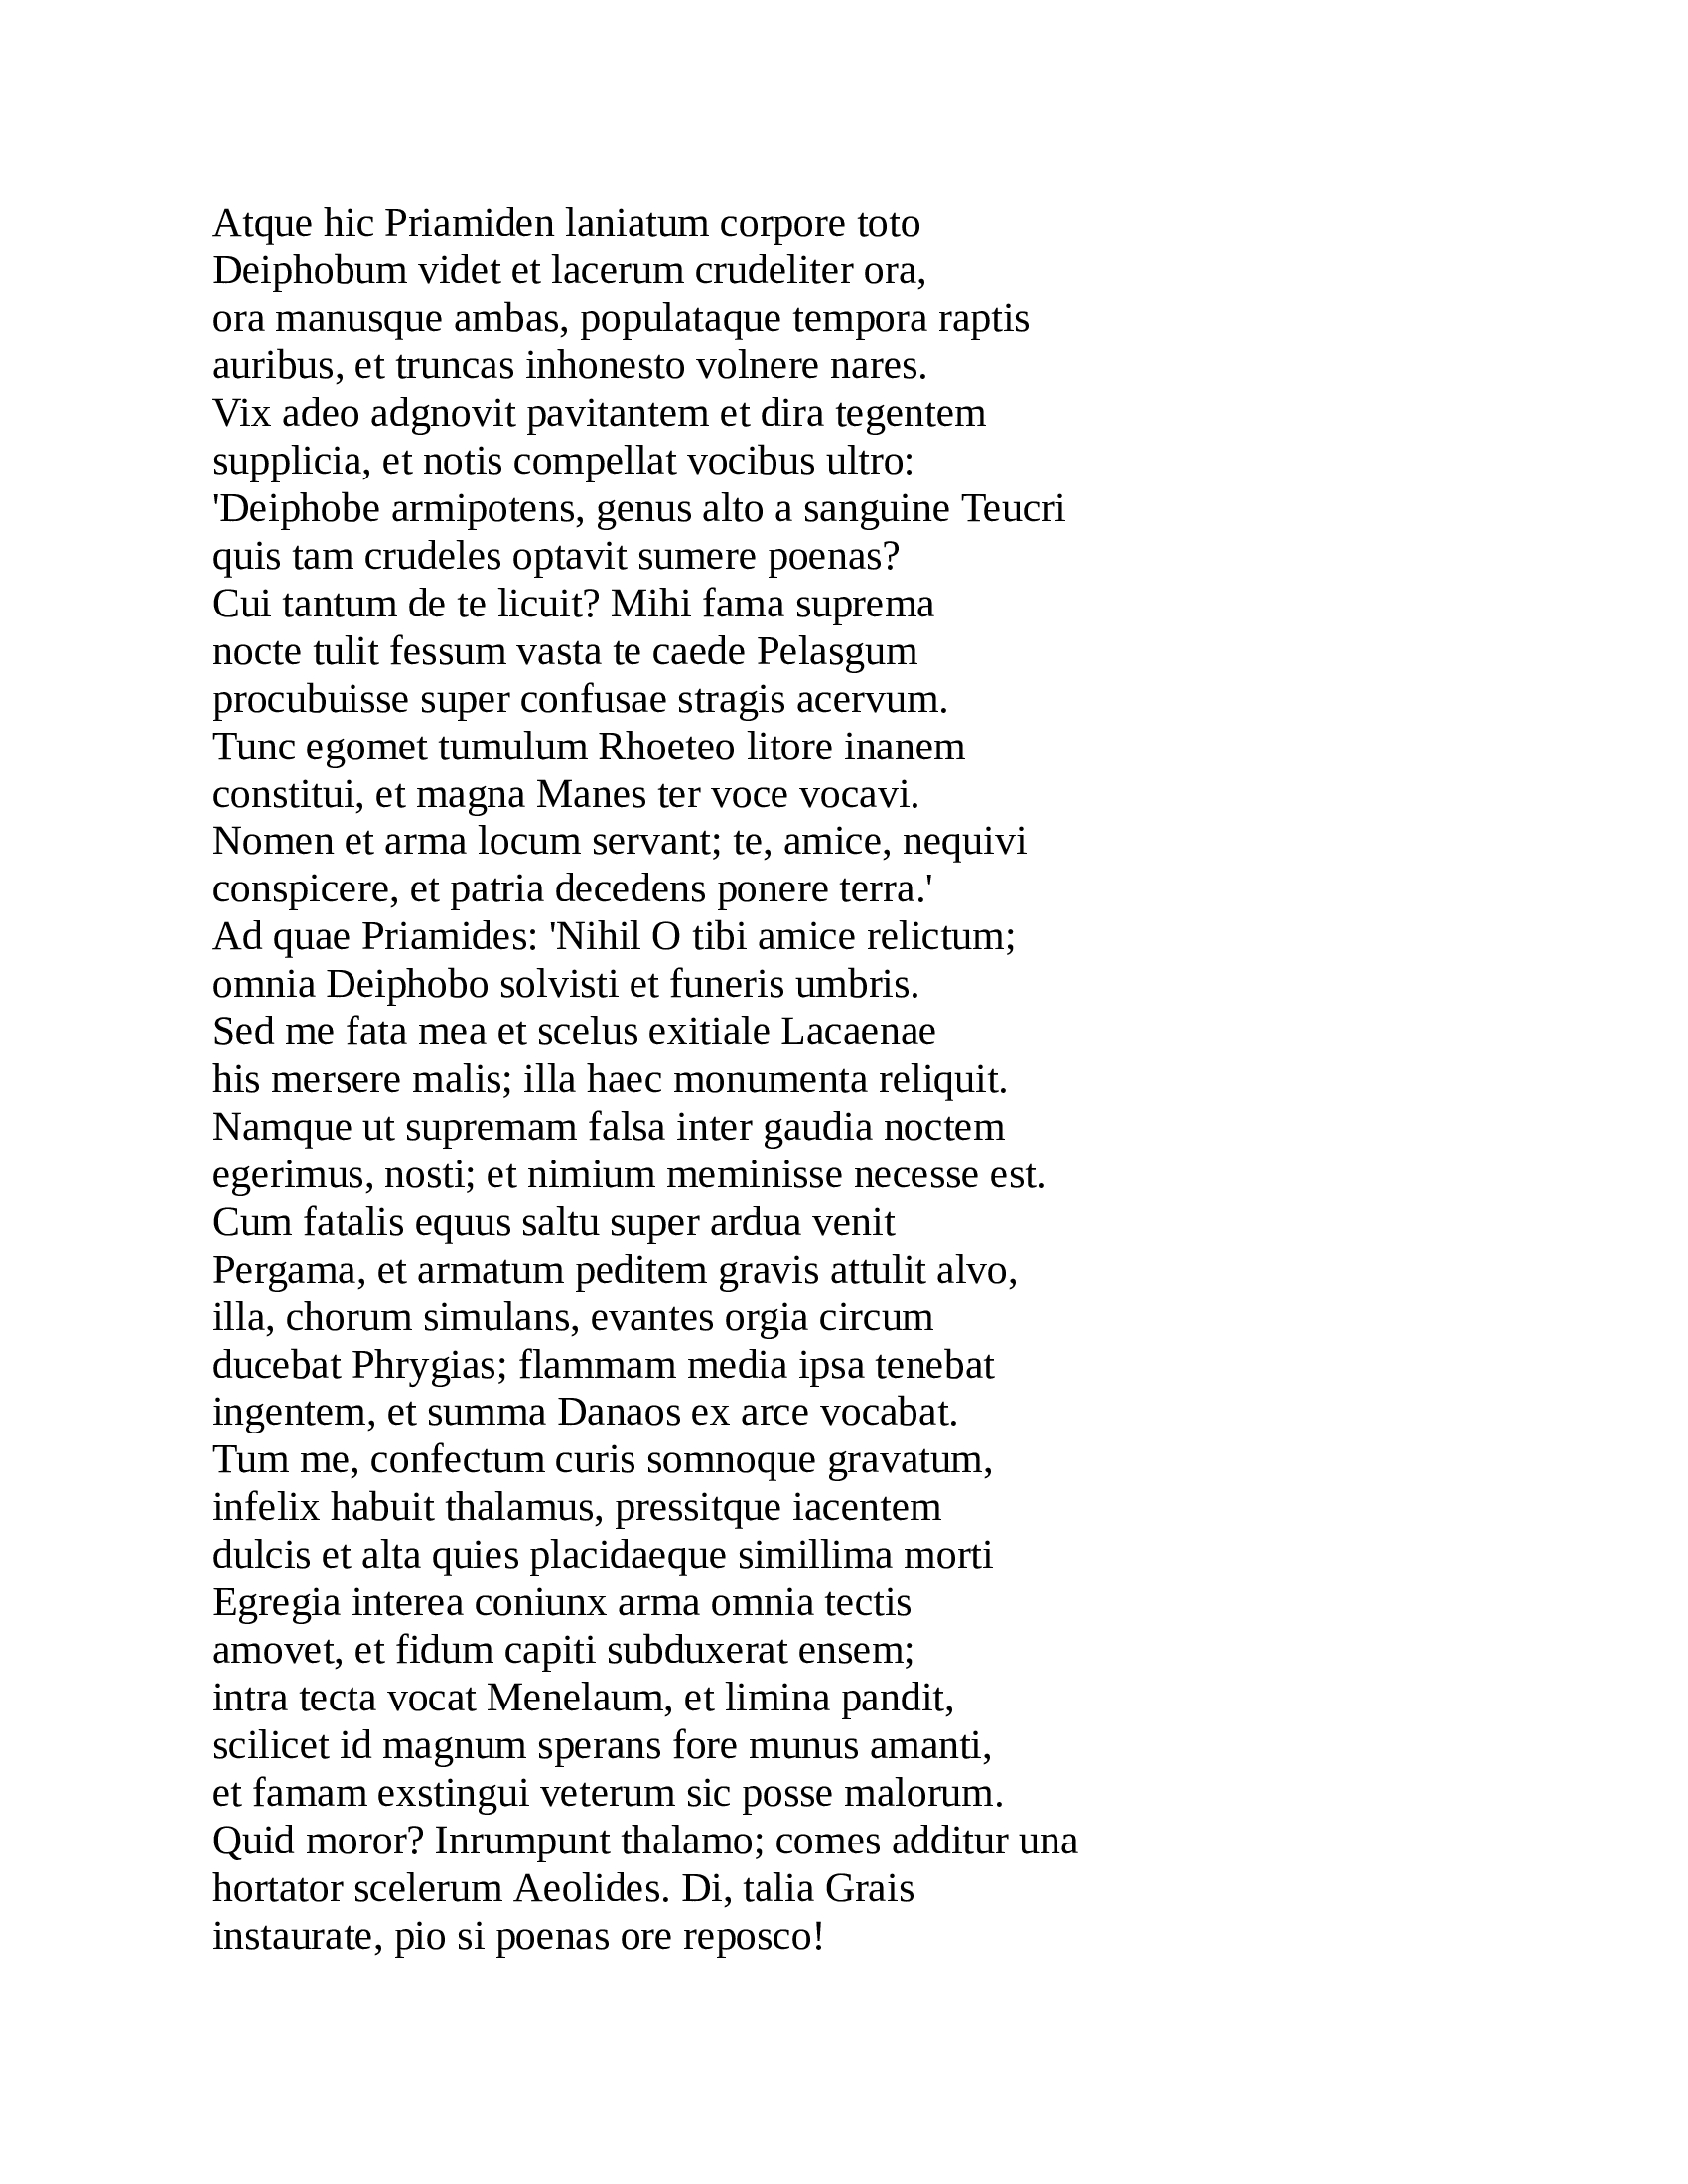 Atque hic Priamiden laniatum corpore toto
Deiphobum videt et lacerum crudeliter ora,
ora manusque ambas, populataque tempora raptis
auribus, et truncas inhonesto volnere nares.
Vix adeo adgnovit pavitantem et dira tegentem
supplicia, et notis compellat vocibus ultro:
'Deiphobe armipotens, genus alto a sanguine Teucri
quis tam crudeles optavit sumere poenas?
Cui tantum de te licuit? Mihi fama suprema
nocte tulit fessum vasta te caede Pelasgum
procubuisse super confusae stragis acervum.
Tunc egomet tumulum Rhoeteo litore inanem
constitui, et magna Manes ter voce vocavi.
Nomen et arma locum servant; te, amice, nequivi
conspicere, et patria decedens ponere terra.'
Ad quae Priamides: 'Nihil O tibi amice relictum;
omnia Deiphobo solvisti et funeris umbris.
Sed me fata mea et scelus exitiale Lacaenae
his mersere malis; illa haec monumenta reliquit.
Namque ut supremam falsa inter gaudia noctem
egerimus, nosti; et nimium meminisse necesse est.
Cum fatalis equus saltu super ardua venit
Pergama, et armatum peditem gravis attulit alvo,
illa, chorum simulans, evantes orgia circum
ducebat Phrygias; flammam media ipsa tenebat
ingentem, et summa Danaos ex arce vocabat.
Tum me, confectum curis somnoque gravatum,
infelix habuit thalamus, pressitque iacentem
dulcis et alta quies placidaeque simillima morti
Egregia interea coniunx arma omnia tectis
amovet, et fidum capiti subduxerat ensem;
intra tecta vocat Menelaum, et limina pandit,
scilicet id magnum sperans fore munus amanti,
et famam exstingui veterum sic posse malorum.
Quid moror? Inrumpunt thalamo; comes additur una
hortator scelerum Aeolides. Di, talia Grais
instaurate, pio si poenas ore reposco!